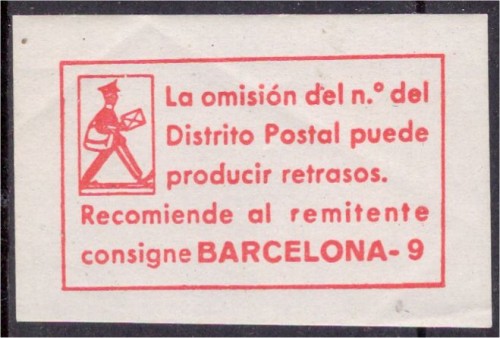 La omisión del n.º del
Distrito Postal puede
producir retrasos.
Recomiende al remitente
consigne BARCELONA - 9